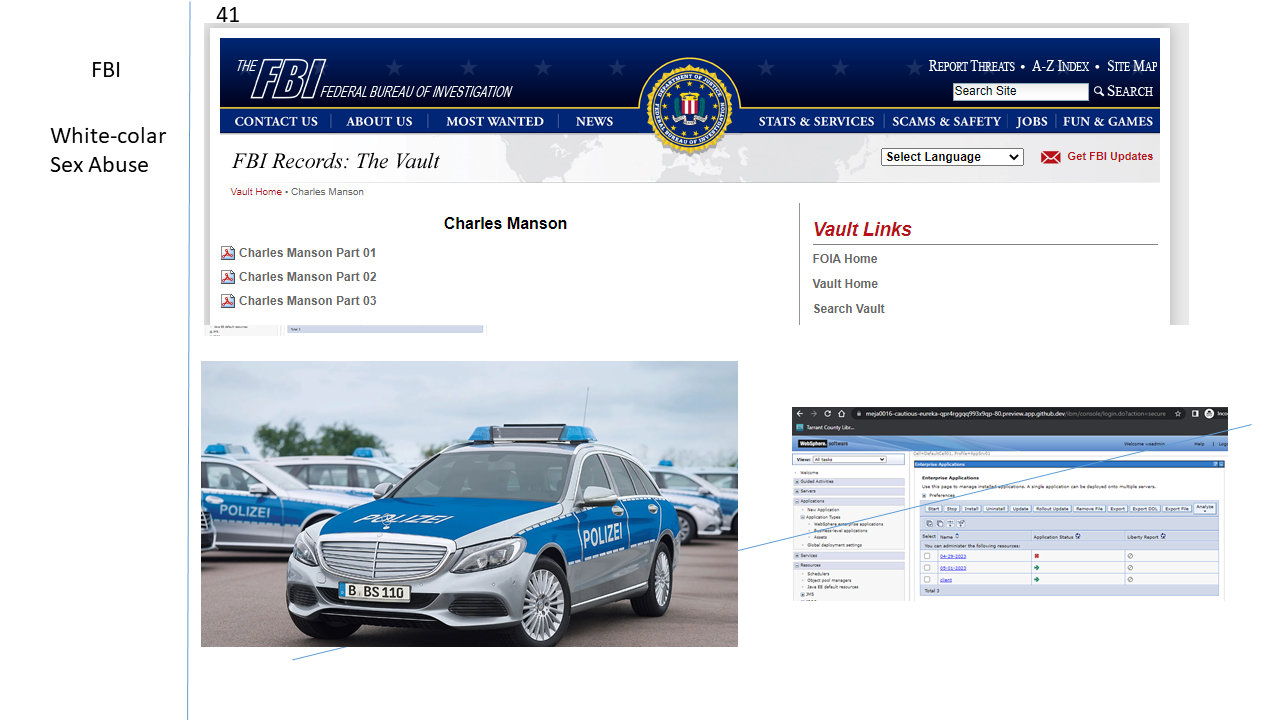 41
FBI
White-colar
Sex Abuse
THE FBI FEDERAL BUREAU OF INVESTIGATION
REPORT THREATS • A-Z INDEX • SITE MAP
Search Site SEARCH
DEPARTMENT OF JUSTICE
FEDERAL BUREAU OF INVESTIGATION
CONTACT US ABOUT US MOST WANTED NEWS STATS & SERVICES SCAMS & SAFETY JOBS FUN & GAMES
FBI Records: The Vault
Select Language Get FBI Updates
Vault Home • Charles Manson
Charles Manson
Charles Manson Part 01
Charles Manson Part 02
Charles Manson Part 03
Vault Links
FOIA Home
Vault Home
Search Vault
POLIZEI
POLIZEI
POLIZEI
B BS 110
meja0016-cautious-eureka-qpr4rggqq993x9qp-80.preview.app.github.dev/ibm/console/login.do?action=secure
Tarrant County Libr...
WebSphere. software
Welcome wsadmin Help
View: All tasks
Welcome
Guided Activities
Servers
Applications
New Application
Application Types
WebSphere enterprise applications
Business-level applications
Assets
Global deployment settings
Services
Resources
Schedulers
Object pool managers
Java EE default resources
JMS
Enterprise Applications
Enterprise Applications
Use this page to manage installed applications. A single application can be deployed onto multiple servers.
Preferences
Start Stop Install Uninstall Update Rollout Update Remove File Export Export DDL Export File Analyze
Select Name Application Status Liberty Report
You can administer the following resources:
04-29-2023
05-01-2023
client
Total 3